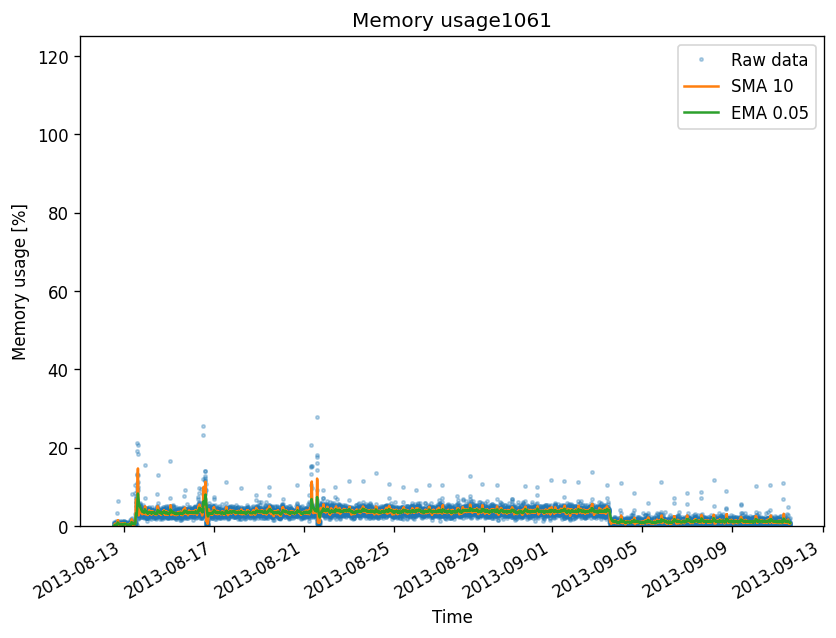 Memory usage1061
Memory usage [%]
120
100
80
60
40
20
0
Raw data
SMA 10
EMA 0.05
2013-08-13
2013-08-17
2013-08-21
2013-08-25
2013-08-29
2013-09-01
2013-09-05
2013-09-09
2013-09-13
Time